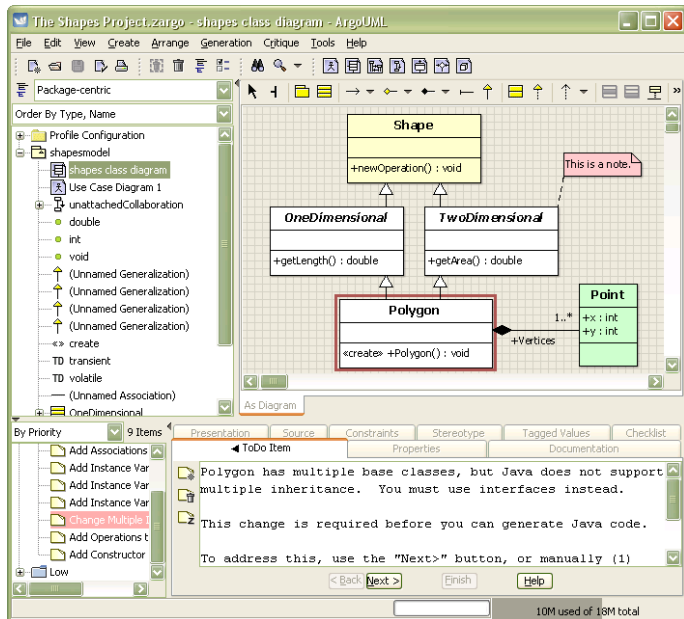 The Shapes Project.zargo - shapes class diagram - ArgoUML
File Edit View Create Arrange Generation Critique Tools Help
Package-centric
Order By Type, Name
Profile Configuration
shapesmodel
shapes class diagram
Use Case Diagram 1
unattachedCollaboration
double
int
void
(Unnamed Generalization)
(Unnamed Generalization)
(Unnamed Generalization)
(Unnamed Generalization)
«» create
TD transient
TD volatile
(Unnamed Association)
OneDimensional
Shape
+newOperation() : void
This is a note.
OneDimensional
+getLength() : double
TwoDimensional
+getArea() : double
Polygon
«create» +Polygon() : void
1..*
+Vertices
Point
+x : int
+y : int
As Diagram
By Priority
9 Items
Add Associations
Add Instance Var
Add Instance Var
Add Instance Var
Change Multiple I
Add Operations t
Add Constructor
Low
Presentation Source Constraints Stereotype Tagged Values Checklist
ToDo Item Properties Documentation
Polygon has multiple base classes, but Java does not support
multiple inheritance. You must use interfaces instead.
This change is required before you can generate Java code.
To address this, use the "Next>" button, or manually (1)
< Back Next > Finish Help
10M used of 18M total